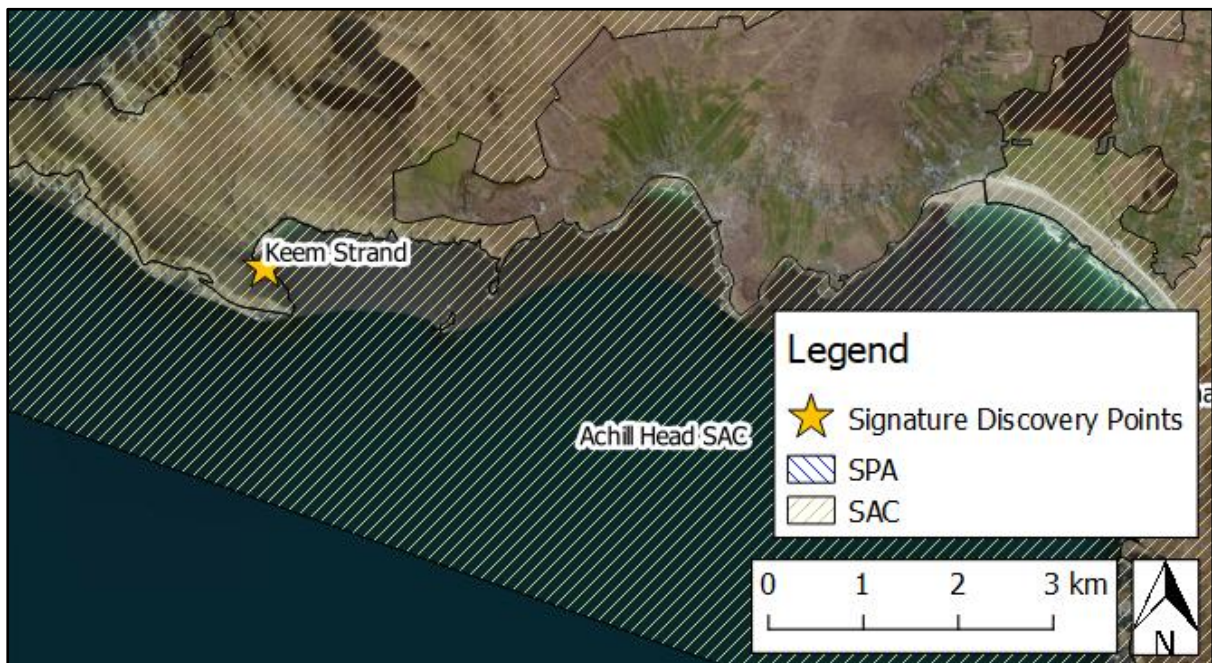 Keem Strand
Achill Head SAC
Legend
Signature Discovery Points
SPA
SAC
0 1 2 3 km
N